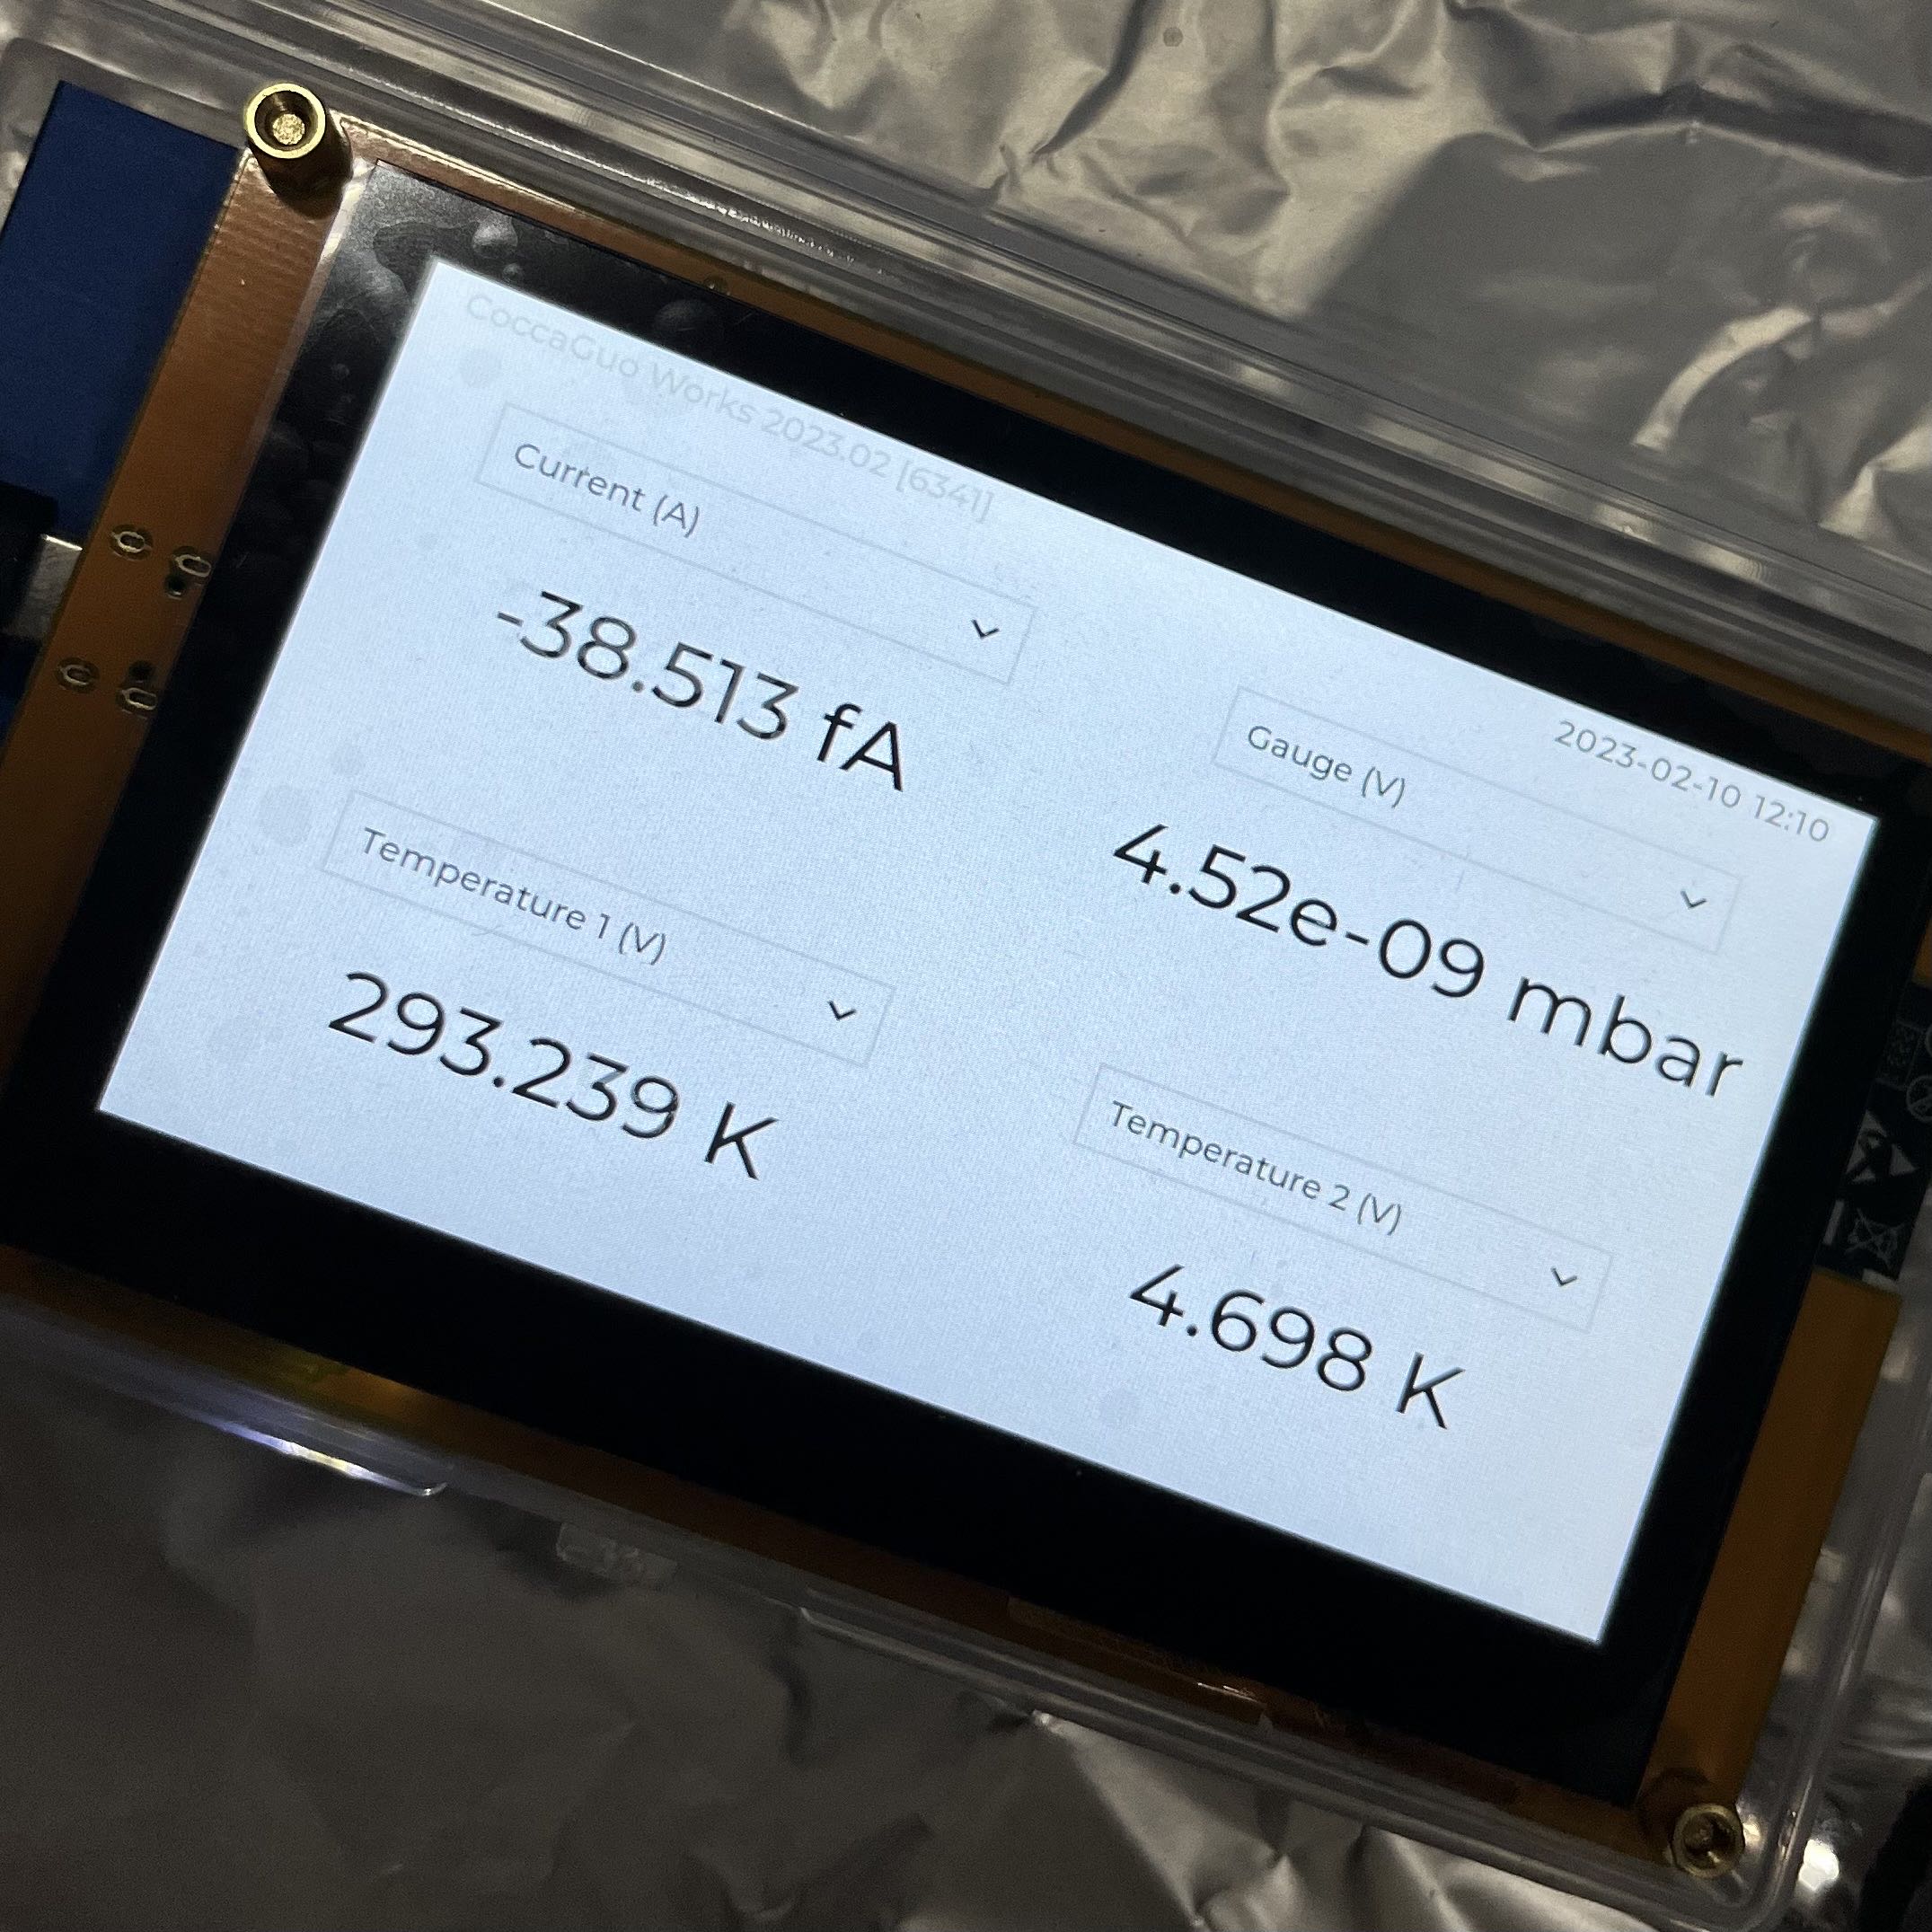 CoccaGuo Works 2023.02 [6341]
2023-02-10 12:10
Current (A)
-38.513 fA
Gauge (V)
4.52e-09 mbar
Temperature 1 (V)
293.239 K
Temperature 2 (V)
4.698 K